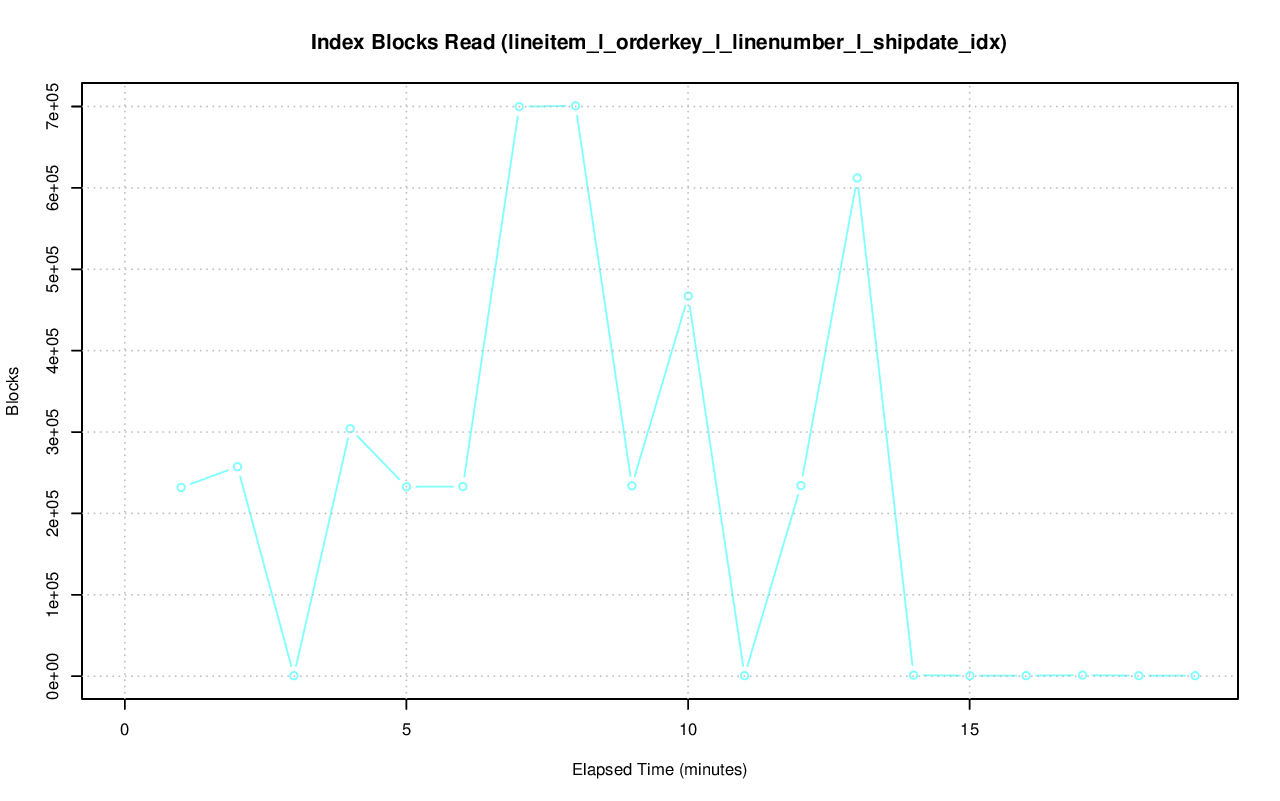 Index Blocks Read (lineitem_l_orderkey_l_linenumber_l_shipdate_idx)
7e+05
6e+05
5e+05
4e+05
3e+05
2e+05
1e+05
0e+00
Blocks
0 5 10 15
Elapsed Time (minutes)